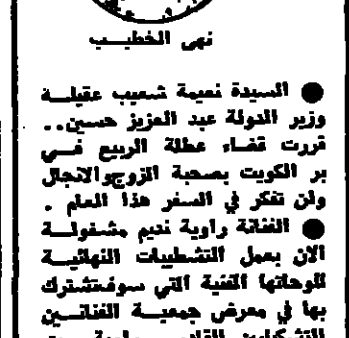 نهى الخطيب
● السيدة نعيمة شعيب عقيلة
وزير الدولة عبد العزيز حسين..
قررت قضاء عطلة الربيع في
بر الكويت بصحبة الزوج والانجال
ولن تفكر في السفر هذا العام .
● الفنانة راوية نديم مشغولة
الان بعمل التشطيبات النهائية
للوحاتها الفنية التي سوف تشترك
بها في معرض جمعية الفنانين